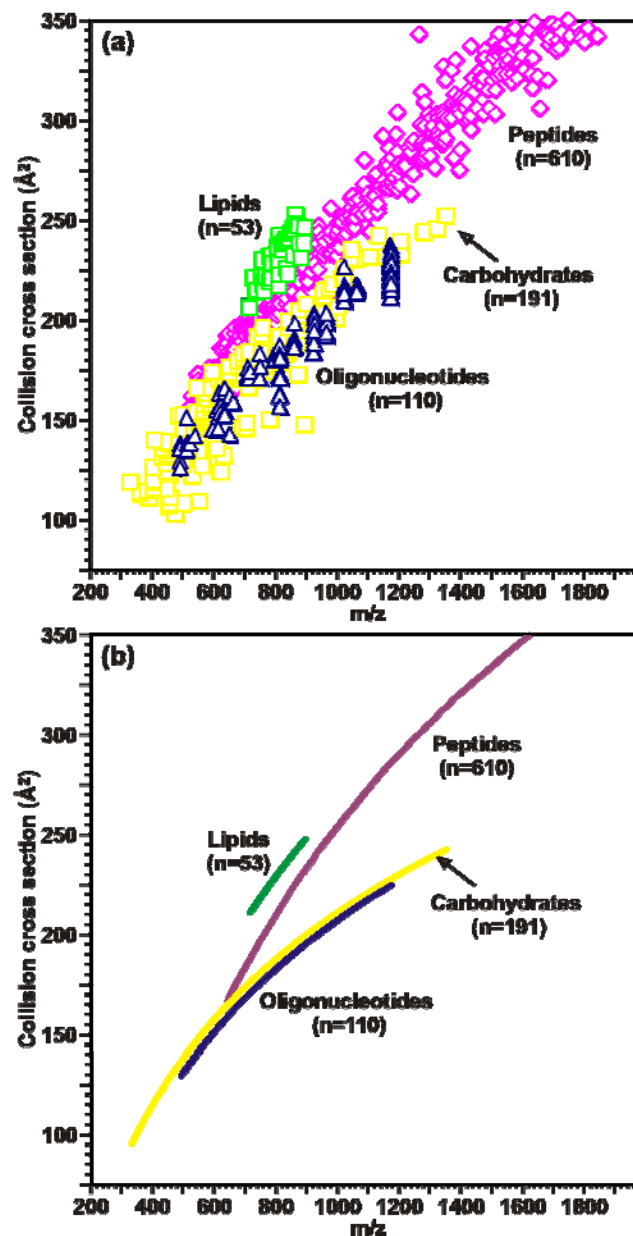 (a)
350
300
250
200
150
100
Collision cross section (Å²)
Peptides
(n=610)
Lipids
(n=53)
Carbohydrates
(n=191)
Oligonucleotides
(n=110)
200 400 600 800 1000 1200 1400 1600 1800
m/z
(b)
350
300
250
200
150
100
Collision cross section (Å²)
Peptides
(n=610)
Lipids
(n=53)
Carbohydrates
(n=191)
Oligonucleotides
(n=110)
200 400 600 800 1000 1200 1400 1600 1800
m/z